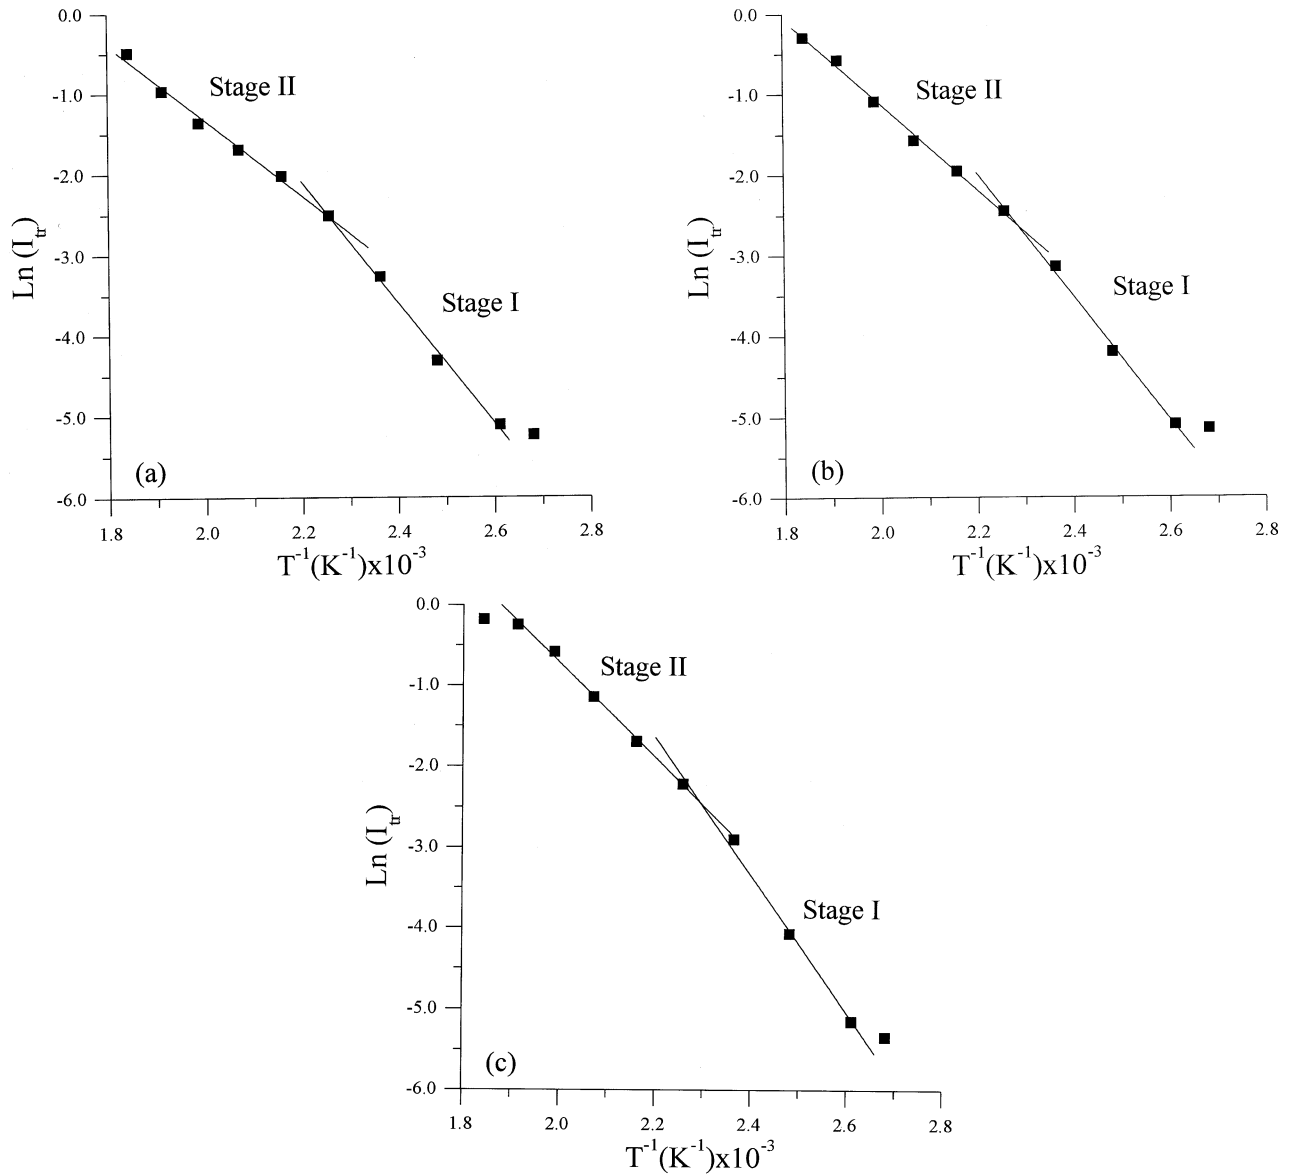 0.0
-1.0
-2.0
-3.0
-4.0
-5.0
-6.0
Ln (I_tr)
Stage II
Stage I
(a)
1.8 2.0 2.2 2.4 2.6 2.8
T⁻¹(K⁻¹)x10⁻³
0.0
-1.0
-2.0
-3.0
-4.0
-5.0
-6.0
Ln (I_tr)
Stage II
Stage I
(b)
1.8 2.0 2.2 2.4 2.6 2.8
T⁻¹(K⁻¹)x10⁻³
0.0
-1.0
-2.0
-3.0
-4.0
-5.0
-6.0
Ln (I_tr)
Stage II
Stage I
(c)
1.8 2.0 2.2 2.4 2.6 2.8
T⁻¹(K⁻¹)x10⁻³